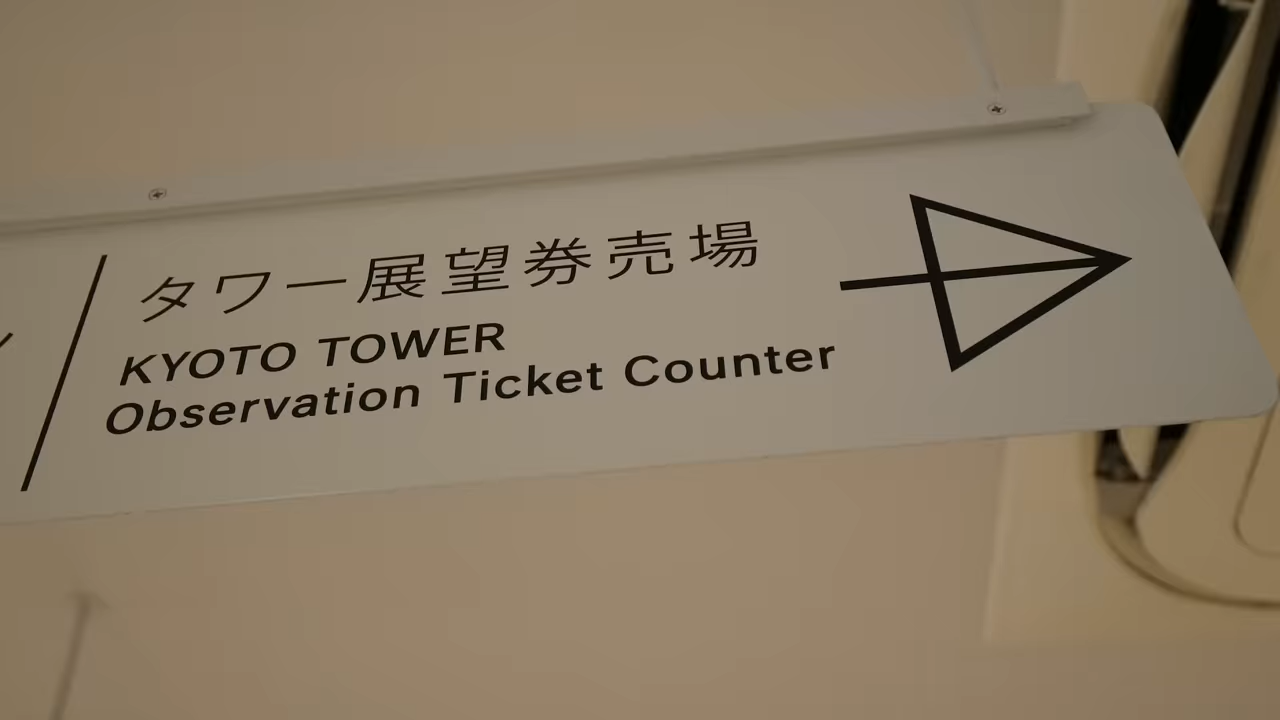 タワー展望券売場
KYOTO TOWER
Observation Ticket Counter